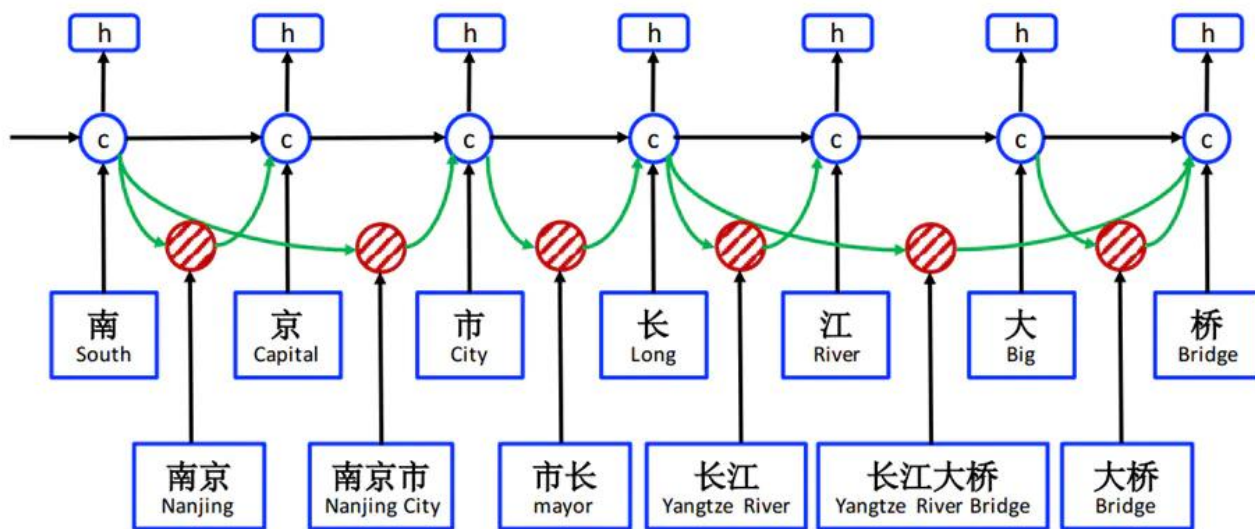 h h h h h h h
c c c c c c c
南 京 市 长 江 大 桥
South Capital City Long River Big Bridge
南京 南京市 市长 长江 长江大桥 大桥
Nanjing Nanjing City mayor Yangtze River Yangtze River Bridge Bridge